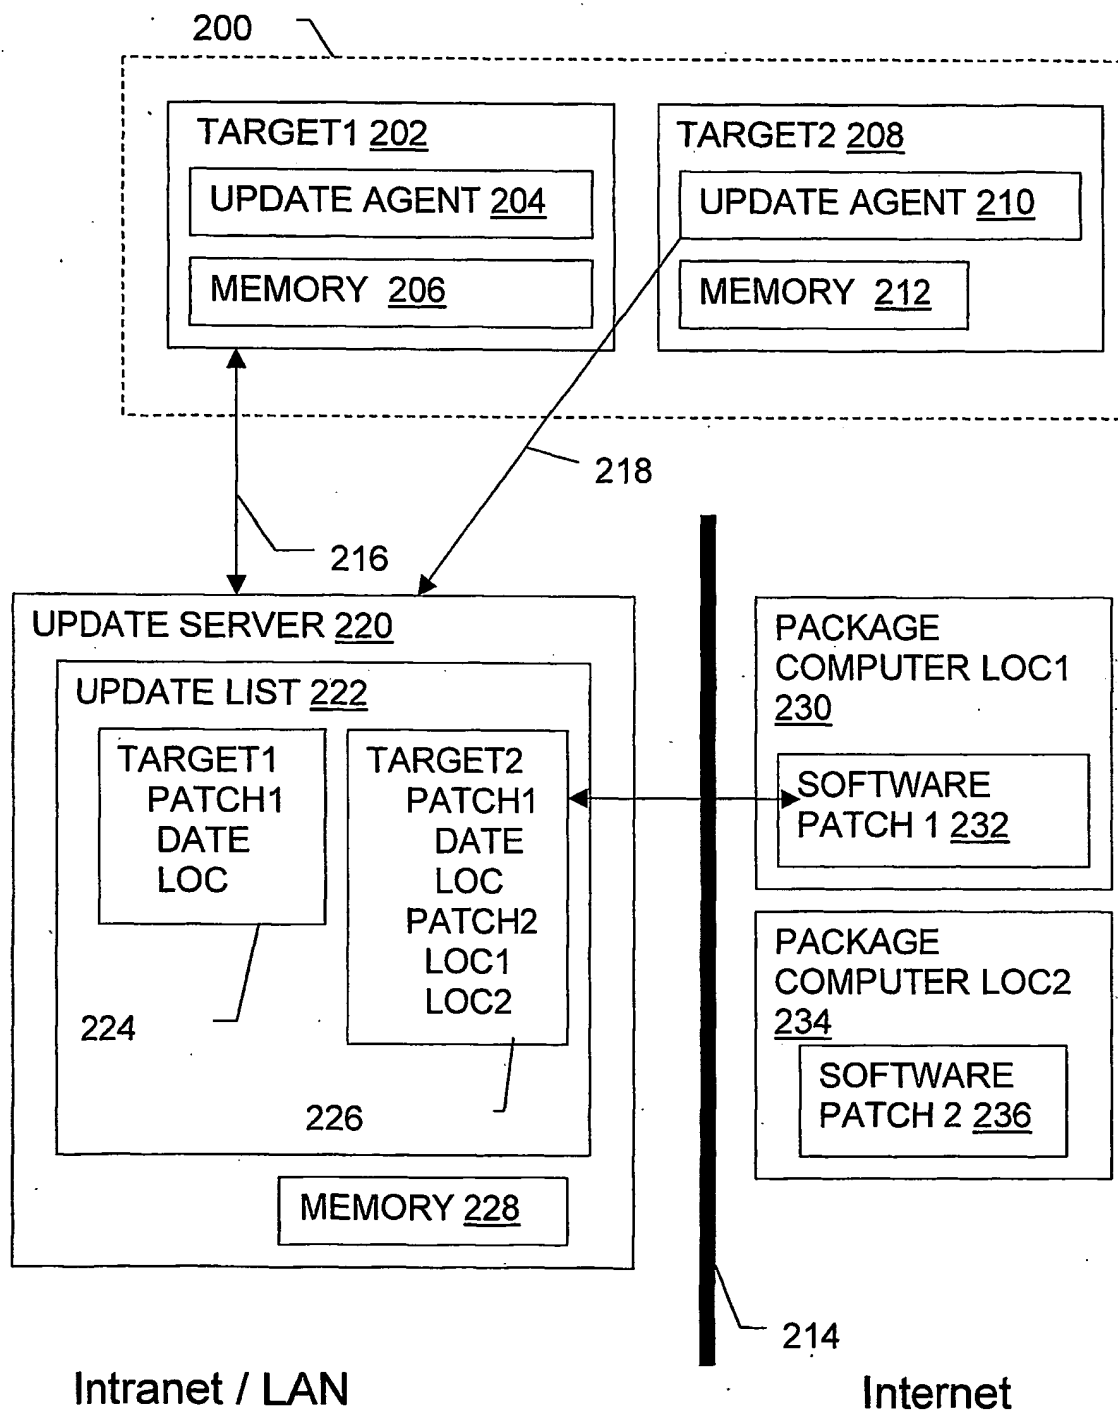 200
TARGET1 202
UPDATE AGENT 204
MEMORY 206
TARGET2 208
UPDATE AGENT 210
MEMORY 212
218
216
UPDATE SERVER 220
UPDATE LIST 222
TARGET1
PATCH1
DATE
LOC
224
TARGET2
PATCH1
DATE
LOC
PATCH2
LOC1
LOC2
226
MEMORY 228
PACKAGE
COMPUTER LOC1
230
SOFTWARE
PATCH 1 232
PACKAGE
COMPUTER LOC2
234
SOFTWARE
PATCH 2 236
214
Intranet / LAN
Internet